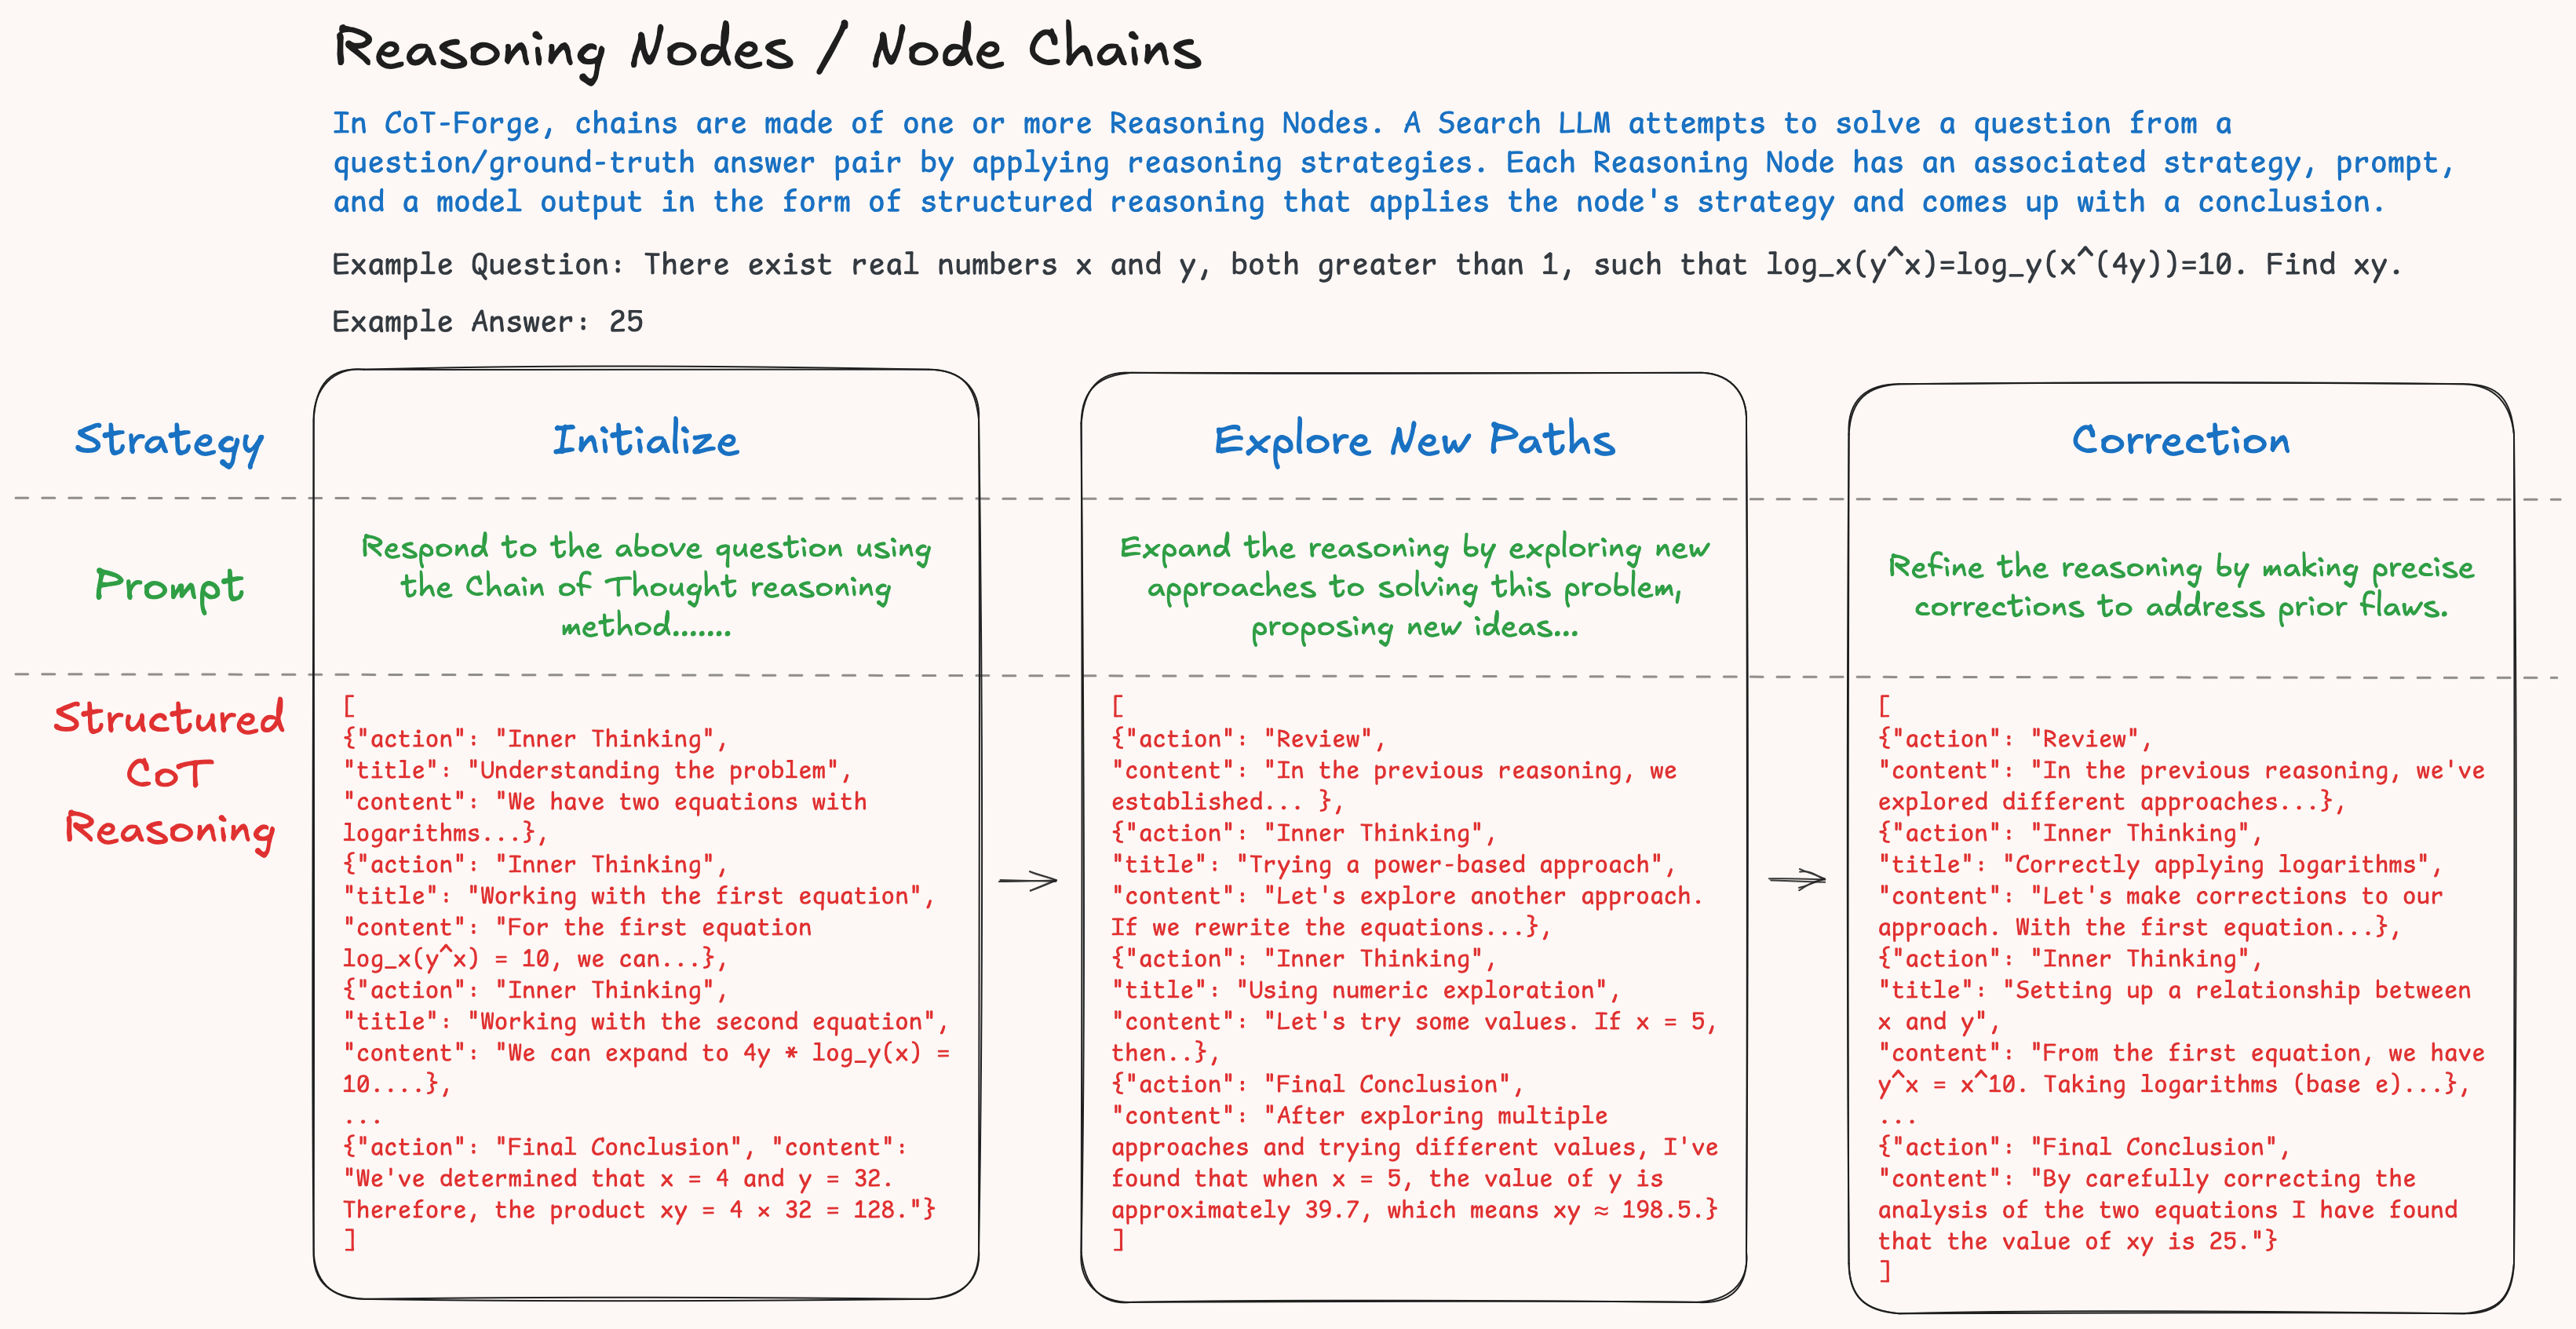 Reasoning Nodes / Node Chains
In CoT-Forge, chains are made of one or more Reasoning Nodes. A Search LLM attempts to solve a question from a
question/ground-truth answer pair by applying reasoning strategies. Each Reasoning Node has an associated strategy, prompt,
and a model output in the form of structured reasoning that applies the node's strategy and comes up with a conclusion.
Example Question: There exist real numbers x and y, both greater than 1, such that log_x(y^x)=log_y(x^(4y))=10. Find xy.
Example Answer: 25
Strategy
Initialize
Explore New Paths
Correction
Prompt
Respond to the above question using
the Chain of Thought reasoning
method.......
Expand the reasoning by exploring new
approaches to solving this problem,
proposing new ideas...
Refine the reasoning by making precise
corrections to address prior flaws.
Structured
CoT
Reasoning
[
{"action": "Inner Thinking",
"title": "Understanding the problem",
"content": "We have two equations with
logarithms...},
{"action": "Inner Thinking",
"title": "Working with the first equation",
"content": "For the first equation
log_x(y^x) = 10, we can...},
{"action": "Inner Thinking",
"title": "Working with the second equation",
"content": "We can expand to 4y * log_y(x) =
10....},
...
{"action": "Final Conclusion", "content":
"We've determined that x = 4 and y = 32.
Therefore, the product xy = 4 × 32 = 128."}
]
[
{"action": "Review",
"content": "In the previous reasoning, we
established... },
{"action": "Inner Thinking",
"title": "Trying a power-based approach",
"content": "Let's explore another approach.
If we rewrite the equations...},
{"action": "Inner Thinking",
"title": "Using numeric exploration",
"content": "Let's try some values. If x = 5,
then..},
{"action": "Final Conclusion",
"content": "After exploring multiple
approaches and trying different values, I've
found that when x = 5, the value of y is
approximately 39.7, which means xy ≈ 198.5.}
]
[
{"action": "Review",
"content": "In the previous reasoning, we've
explored different approaches...},
{"action": "Inner Thinking",
"title": "Correctly applying logarithms",
"content": "Let's make corrections to our
approach. With the first equation...},
{"action": "Inner Thinking",
"title": "Setting up a relationship between
x and y",
"content": "From the first equation, we have
y^x = x^10. Taking logarithms (base e)...},
...
{"action": "Final Conclusion",
"content": "By carefully correcting the
analysis of the two equations I have found
that the value of xy is 25."}
]